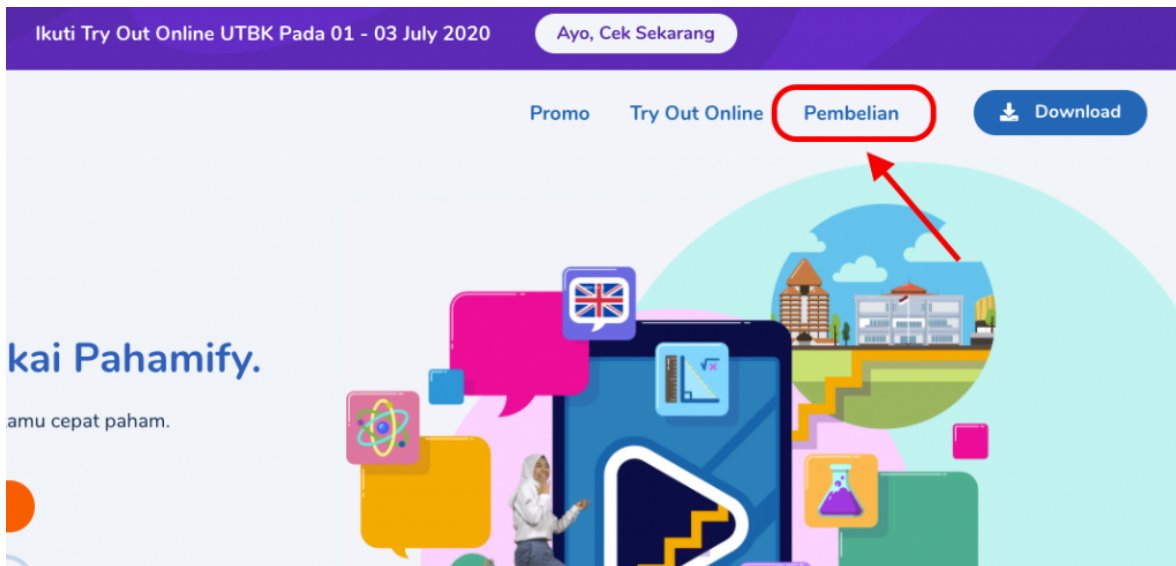 Ikuti Try Out Online UTBK Pada 01 - 03 July 2020 Ayo, Cek Sekarang
Promo Try Out Online Pembelian Download
kai Pahamify.
amu cepat paham.
√x